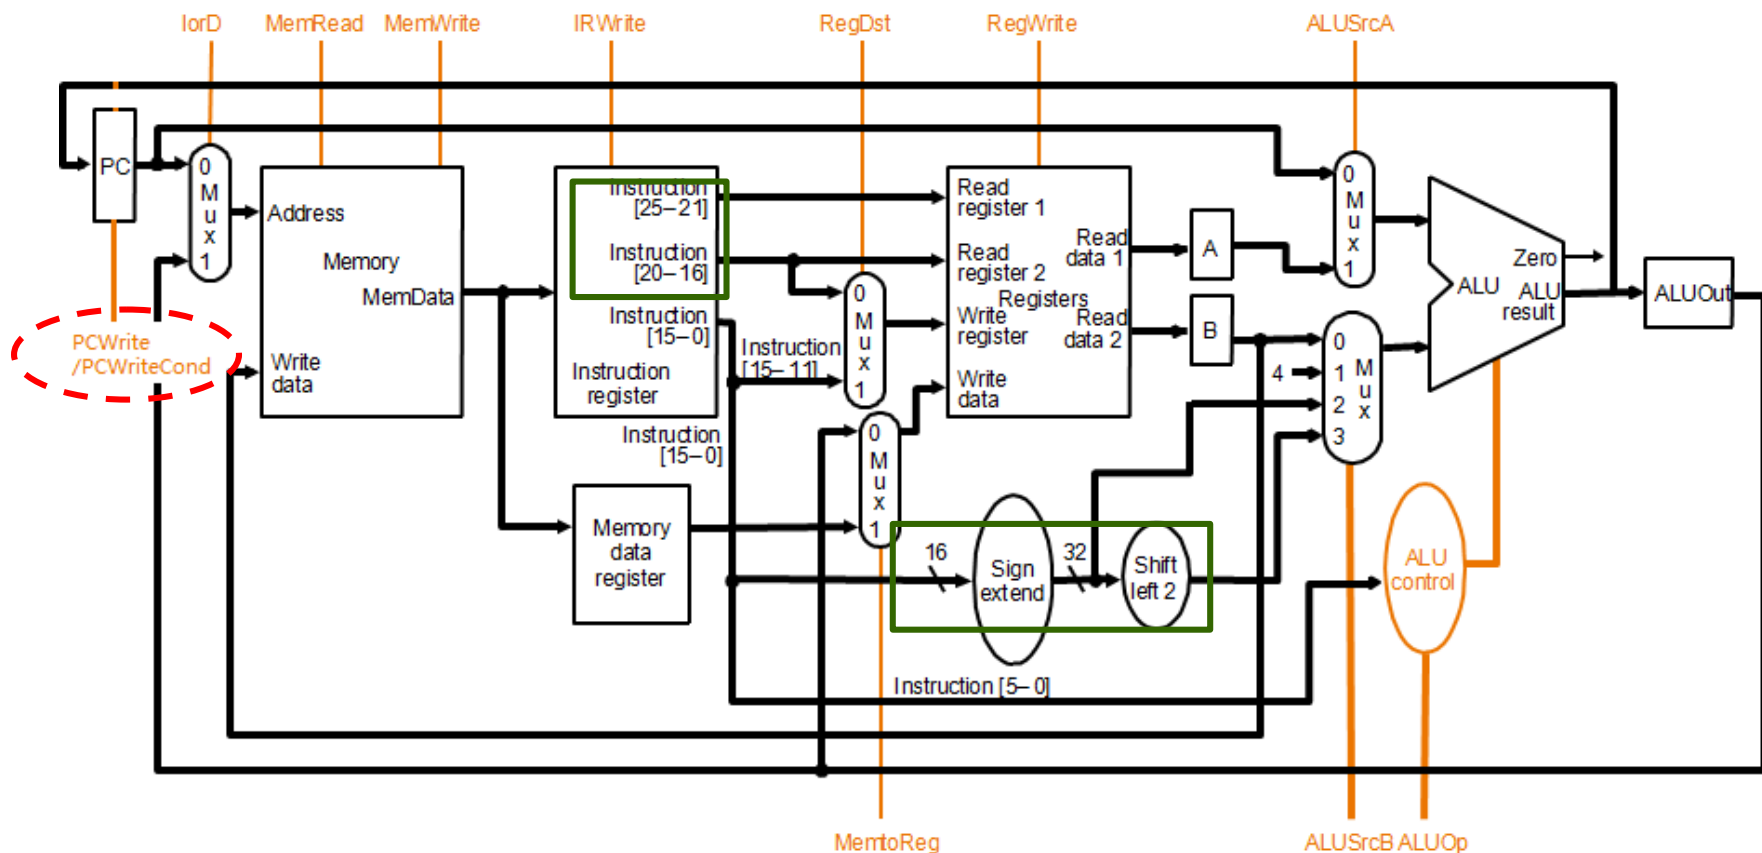 IorD
MemRead
MemWrite
IRWrite
RegDst
RegWrite
ALUSrcA
PC
0
M
u
x
1
Address
Memory
MemData
Write
data
PCWrite
/PCWriteCond
Instruction
[25–21]
Instruction
[20–16]
Instruction
[15–0]
Instruction
register
Instruction
[15–11]
Instruction
[15–0]
0
M
u
x
1
0
M
u
x
1
Memory
data
register
Read
register 1
Read
register 2
Registers
Write
register
Write
data
Read
data 1
Read
data 2
A
B
0
M
u
x
1
4
0
1
2
3
M
u
x
Zero
ALU
ALU
result
ALUOut
16
Sign
extend
32
Shift
left 2
ALU
control
Instruction [5–0]
MemtoReg
ALUSrcB
ALUOp